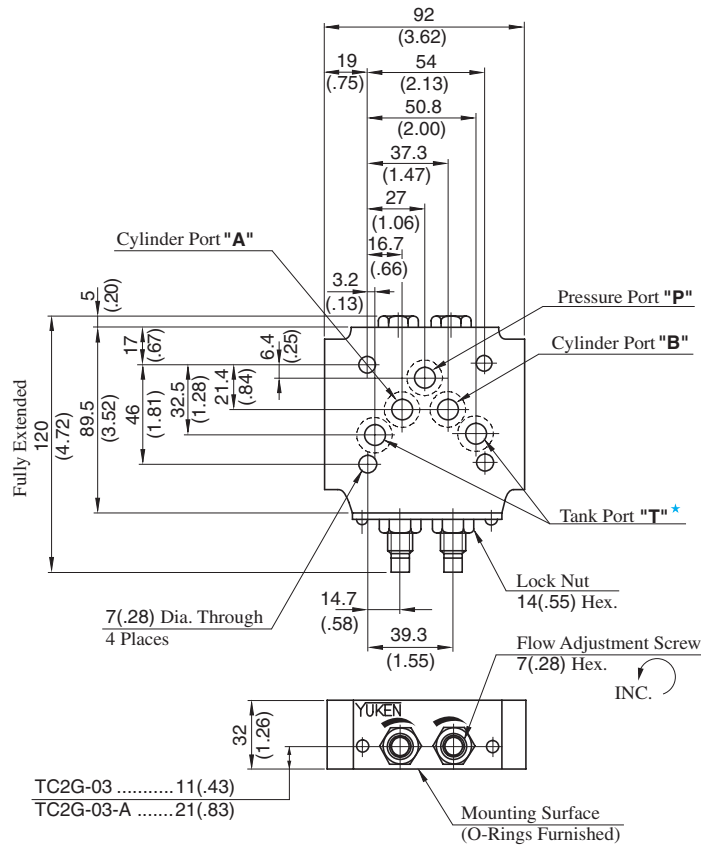 92
(3.62)
19
(.75)
54
(2.13)
50.8
(2.00)
37.3
(1.47)
27
(1.06)
Cylinder Port "A"
16.7
(.66)
3.2
(.13)
5
(.20)
Pressure Port "P"
17
(.67)
6.4
(.25)
Cylinder Port "B"
Fully Extended
120
(4.72)
89.5
(3.52)
46
(1.81)
32.5
(1.28)
21.4
(.84)
Tank Port "T" ★
Lock Nut
14(.55) Hex.
7(.28) Dia. Through
4 Places
14.7
(.58)
39.3
(1.55)
Flow Adjustment Screw
7(.28) Hex.
INC.
YUKEN
32
(1.26)
TC2G-03 ...........11(.43)
TC2G-03-A .......21(.83)
Mounting Surface
(O-Rings Furnished)